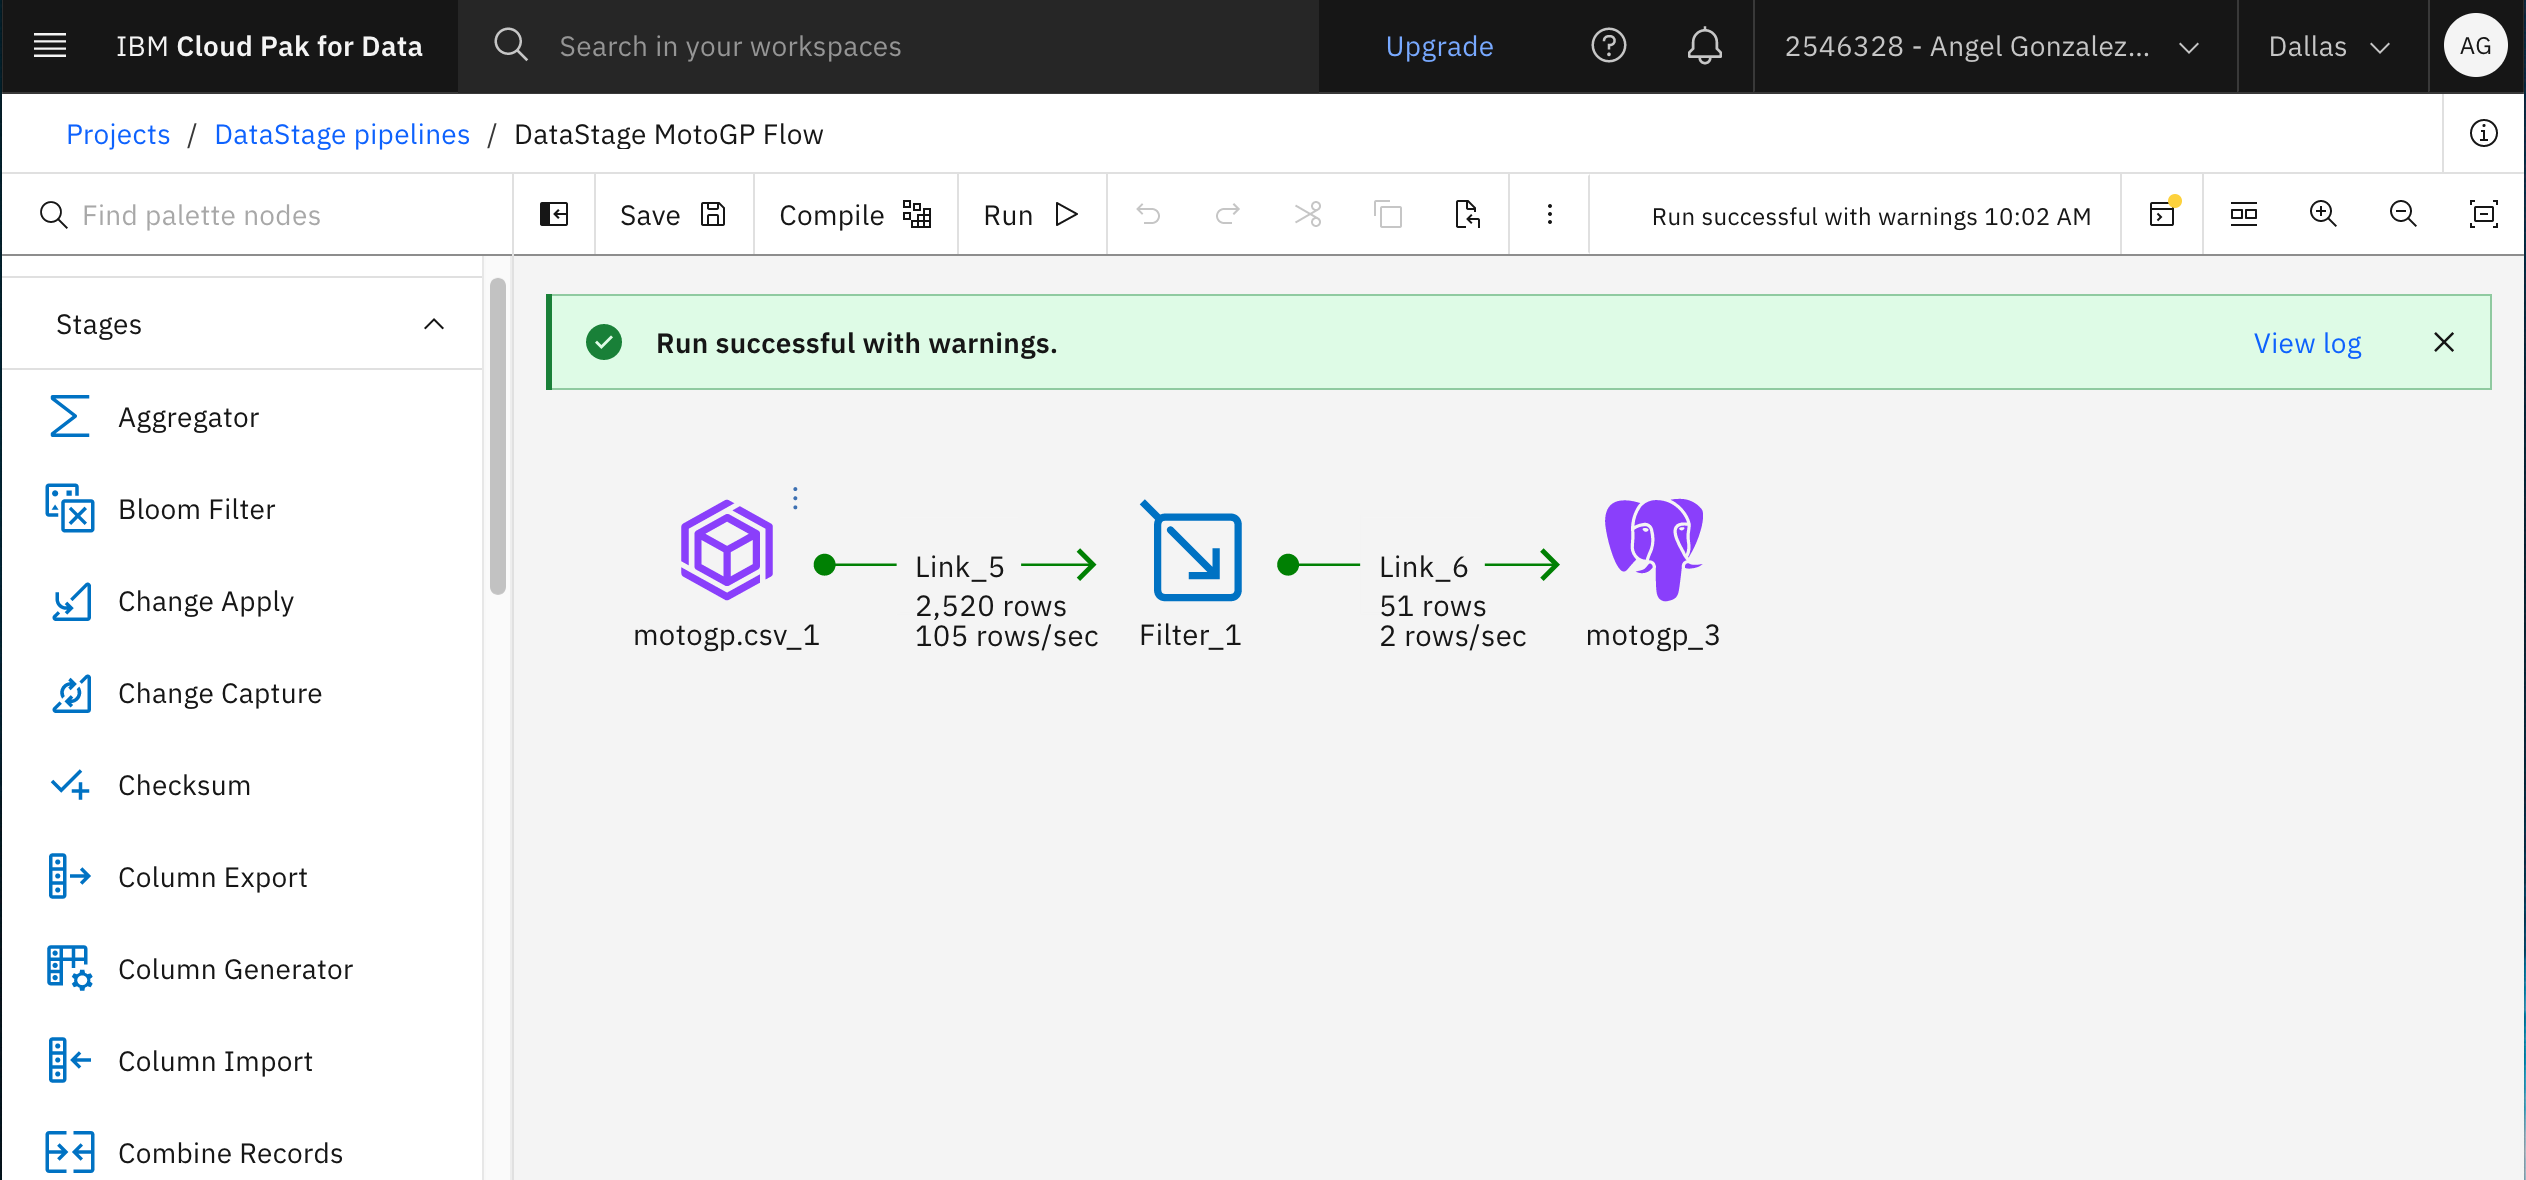 IBM Cloud Pak for Data
Search in your workspaces
Upgrade
2546328 - Angel Gonzalez...
Dallas
AG
Projects / DataStage pipelines / DataStage MotoGP Flow
Find palette nodes
Save
Compile
Run
Run successful with warnings 10:02 AM
Stages
Run successful with warnings.
View log
Aggregator
Bloom Filter
Change Apply
Change Capture
Checksum
Column Export
Column Generator
Column Import
Combine Records
motogp.csv_1
Link_5
2,520 rows
105 rows/sec
Filter_1
Link_6
51 rows
2 rows/sec
motogp_3